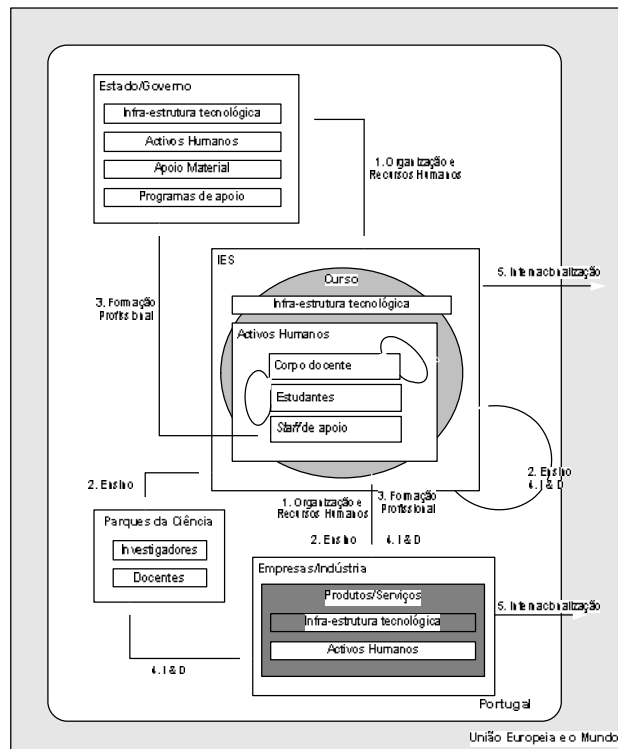 Estado/Governo
Infra-estrutura tecnológica
Activos Humanos
Apoio Material
Programas de apoio
1. Organização e
Recursos Humanos
IES
Curso
5. Internacionalização
Infra-estrutura tecnológica
3. Formação
Profissional
Activos Humanos
Corpo docente
Estudantes
Staff de apoio
2. Ensino
4. I & D
2. Ensino
1. Organização e
Recursos Humanos
3. Formação
Profissional
2. Ensino
4. I & D
Parques da Ciência
Investigadores
Docentes
Empresas/Indústria
Produtos/Serviços
Infra-estrutura tecnológica
Activos Humanos
5. Internacionalização
4. I & D
Portugal
União Europeia e o Mundo